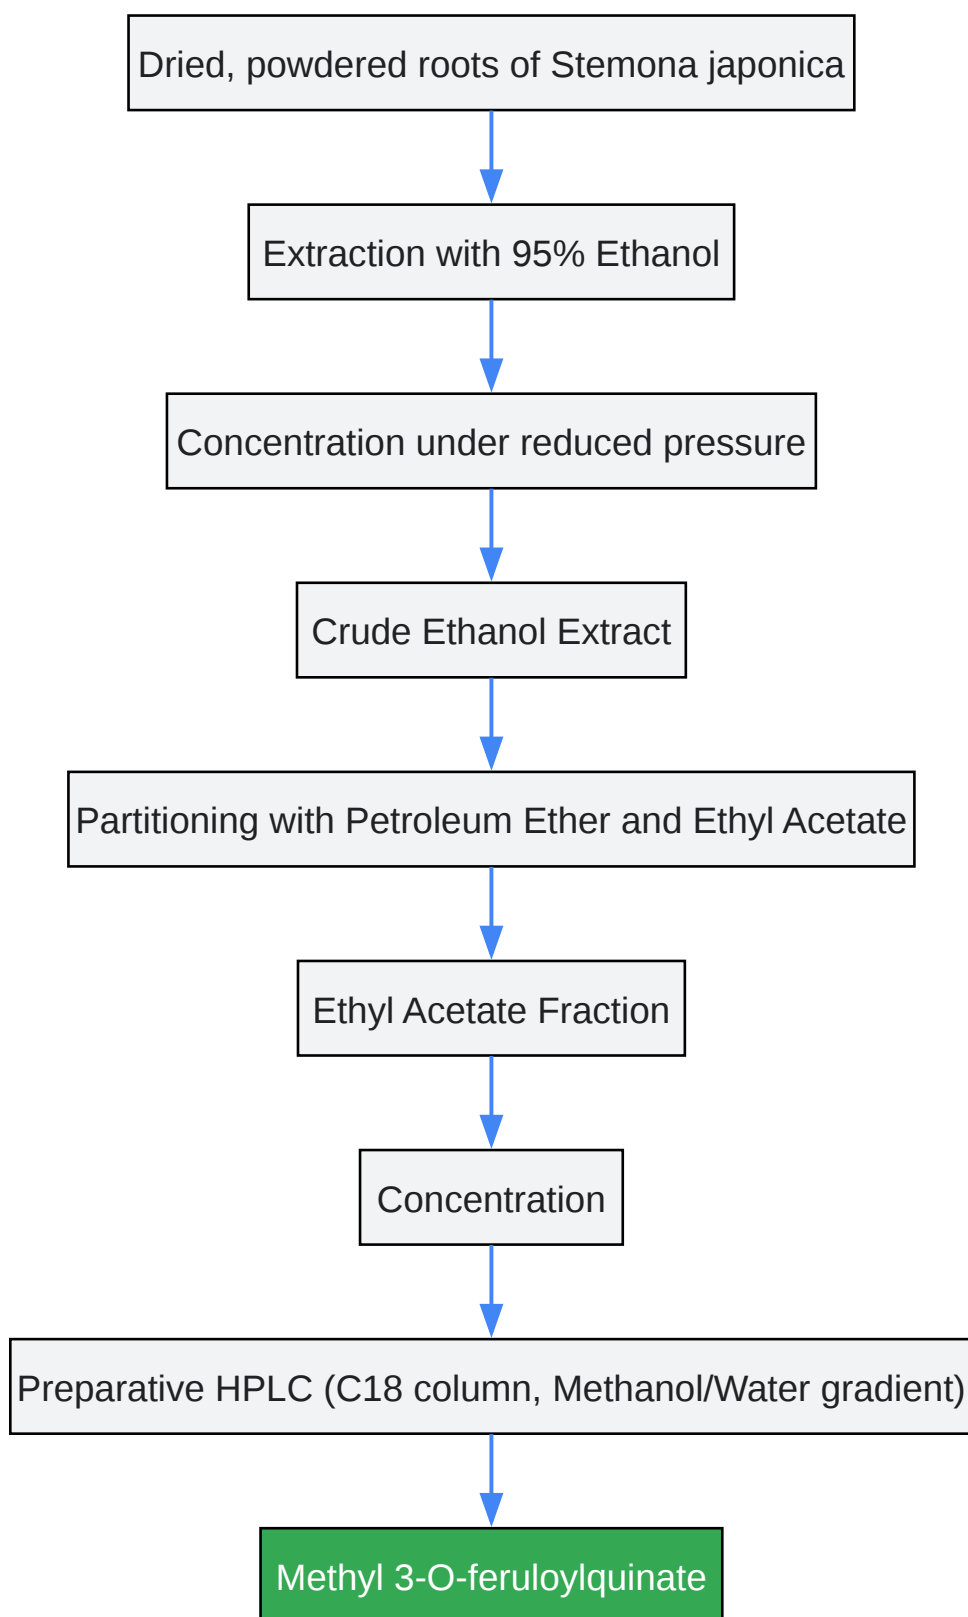 Dried, powdered roots of Stemona japonica
Extraction with 95% Ethanol
Concentration under reduced pressure
Crude Ethanol Extract
Partitioning with Petroleum Ether and Ethyl Acetate
Ethyl Acetate Fraction
Concentration
Preparative HPLC (C18 column, Methanol/Water gradient)
Methyl 3-O-feruloylquinate